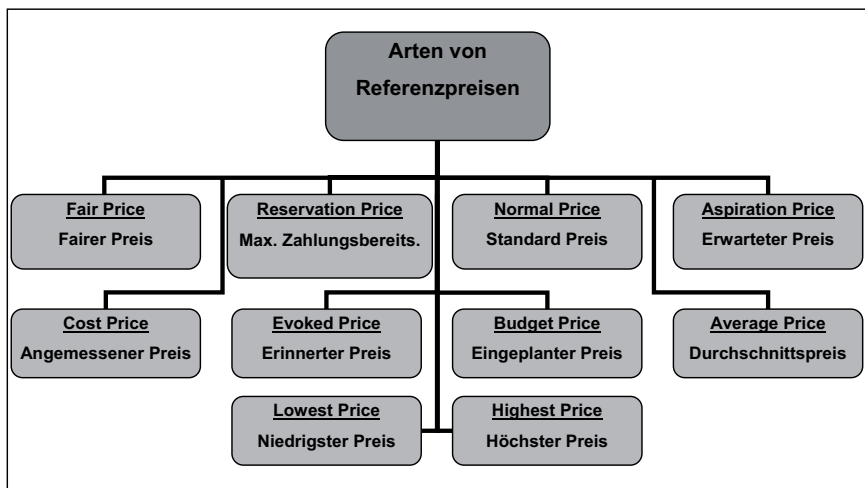 Arten von
Referenzpreisen
Fair Price
Fairer Preis
Reservation Price
Max. Zahlungsbereits.
Normal Price
Standard Preis
Aspiration Price
Erwarteter Preis
Cost Price
Angemessener Preis
Evoked Price
Erinnerter Preis
Budget Price
Eingeplanter Preis
Average Price
Durchschnittspreis
Lowest Price
Niedrigster Preis
Highest Price
Höchster Preis